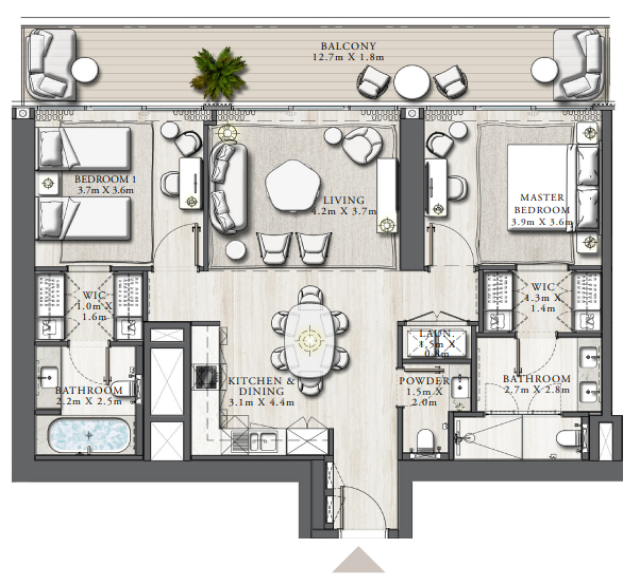 BALCONY
12.7m X 1.8m
BEDROOM 1
3.7m X 3.6m
LIVING
4.2m X 3.7m
MASTER
BEDROOM
3.9m X 3.6m
WIC
1.0m X
1.6m
WIC
1.3m X
1.4m
LAUN.
1.5m X
0.8m
BATHROOM
2.2m X 2.5m
KITCHEN &
DINING
3.1m X 4.4m
POWDER
1.5m X
2.0m
BATHROOM
2.7m X 2.8m